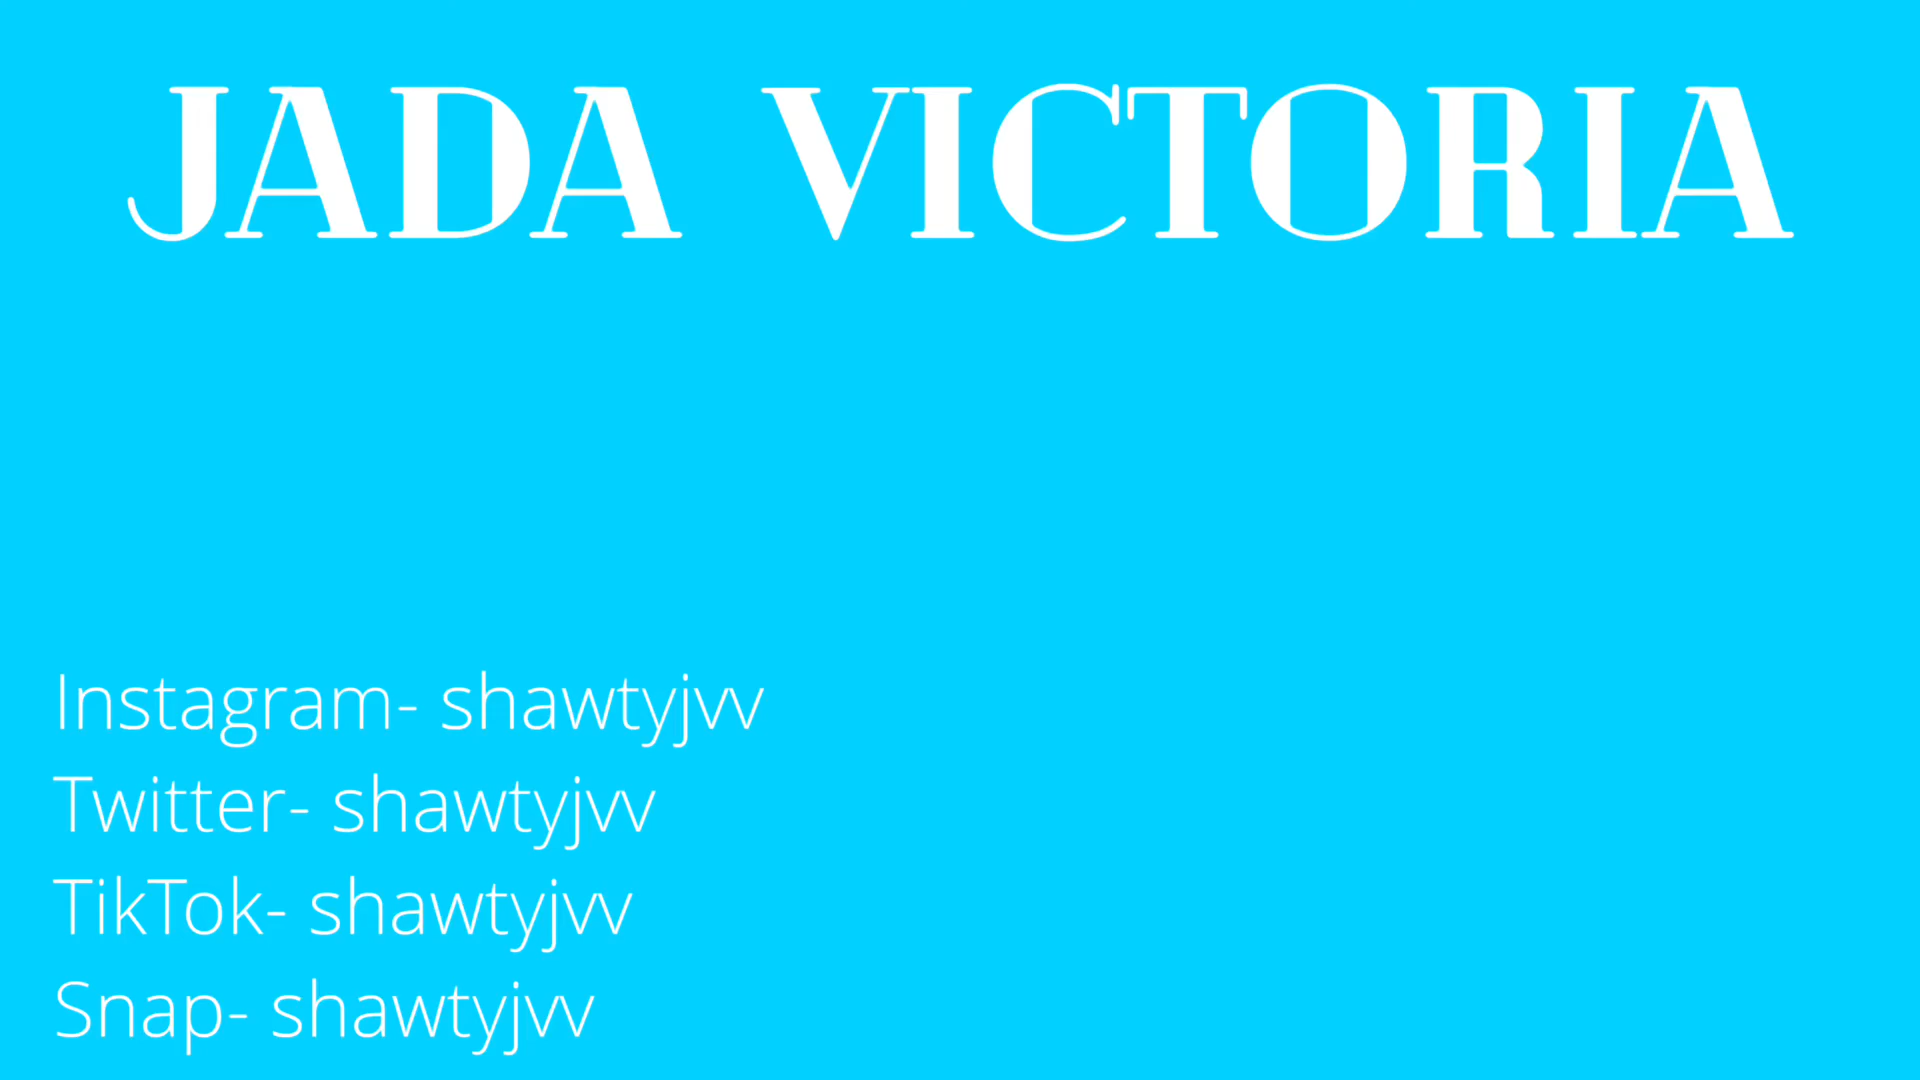 JADA VICTORIA
Instagram- shawtyjvv
Twitter- shawtyjvv
TikTok- shawtyjvv
Snap- shawtyjvv